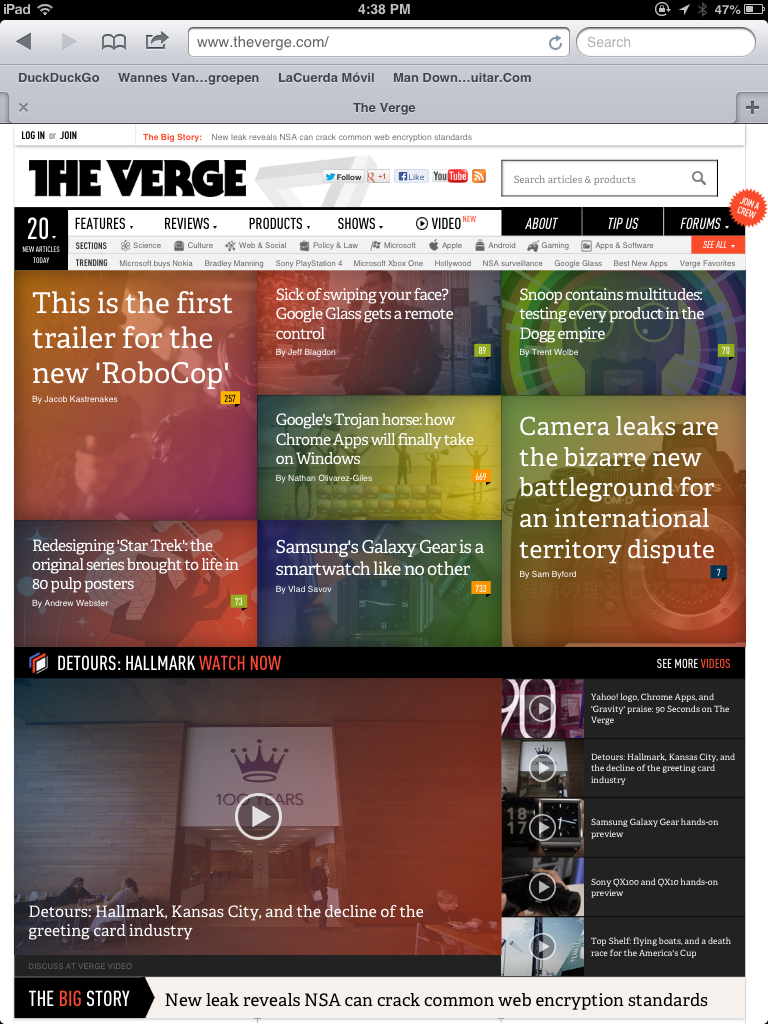 iPad 4:38 PM 47%
www.theverge.com/ Search
DuckDuckGo Wannes Van...groepen LaCuerda Móvil Man Down...uitar.Com
The Verge
LOG IN or JOIN The Big Story: New leak reveals NSA can crack common web encryption standards
THE VERGE Follow +1 Like YouTube Search articles & products
JOIN A CREW
20 FEATURES REVIEWS PRODUCTS SHOWS VIDEO NEW ABOUT TIP US FORUMS
NEW ARTICLES TODAY
SECTIONS Science Culture Web & Social Policy & Law Microsoft Apple Android Gaming Apps & Software SEE ALL
TRENDING Microsoft buys Nokia Bradley Manning Sony PlayStation 4 Microsoft Xbox One Hollywood NSA surveillance Google Glass Best New Apps Verge Favorites
This is the first
trailer for the
new 'RoboCop'
By Jacob Kastrenakes
257
Sick of swiping your face?
Google Glass gets a remote
control
By Jeff Blagdon
89
Snoop contains multitudes:
testing every product in the
Dogg empire
By Trent Wolbe
70
Google's Trojan horse: how
Chrome Apps will finally take
on Windows
By Nathan Olivarez-Giles
669
Camera leaks are
the bizarre new
battleground for
an international
territory dispute
By Sam Byford
7
OM-D
Redesigning 'Star Trek': the
original series brought to life in
80 pulp posters
By Andrew Webster
73
Samsung's Galaxy Gear is a
smartwatch like no other
By Vlad Savov
733
DETOURS: HALLMARK WATCH NOW SEE MORE VIDEOS
100 YEARS
Detours: Hallmark, Kansas City, and the decline of the
greeting card industry
DISCUSS AT VERGE VIDEO
90
Yahoo! logo, Chrome Apps, and
'Gravity' praise: 90 Seconds on The
Verge
Detours: Hallmark, Kansas City, and
the decline of the greeting card
industry
18
17
Samsung Galaxy Gear hands-on
preview
Sony QX100 and QX10 hands-on
preview
Top Shelf: flying boats, and a death
race for the America's Cup
THE BIG STORY New leak reveals NSA can crack common web encryption standards